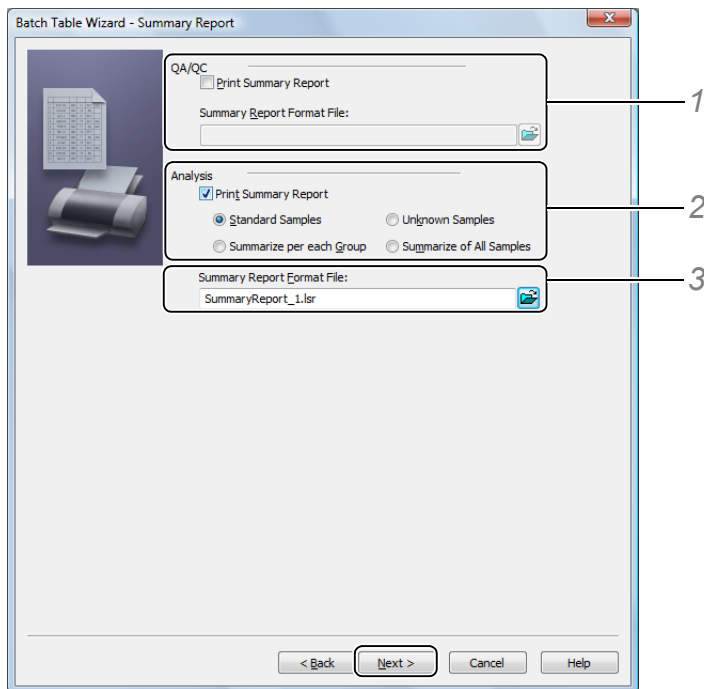 Batch Table Wizard - Summary Report
QA/QC
Print Summary Report
1
Summary Report Format File:
Analysis
Print Summary Report
2
Standard Samples Unknown Samples
Summarize per each Group Summarize of All Samples
3
Summary Report Format File:
SummaryReport_1.lsr
< Back Next > Cancel Help